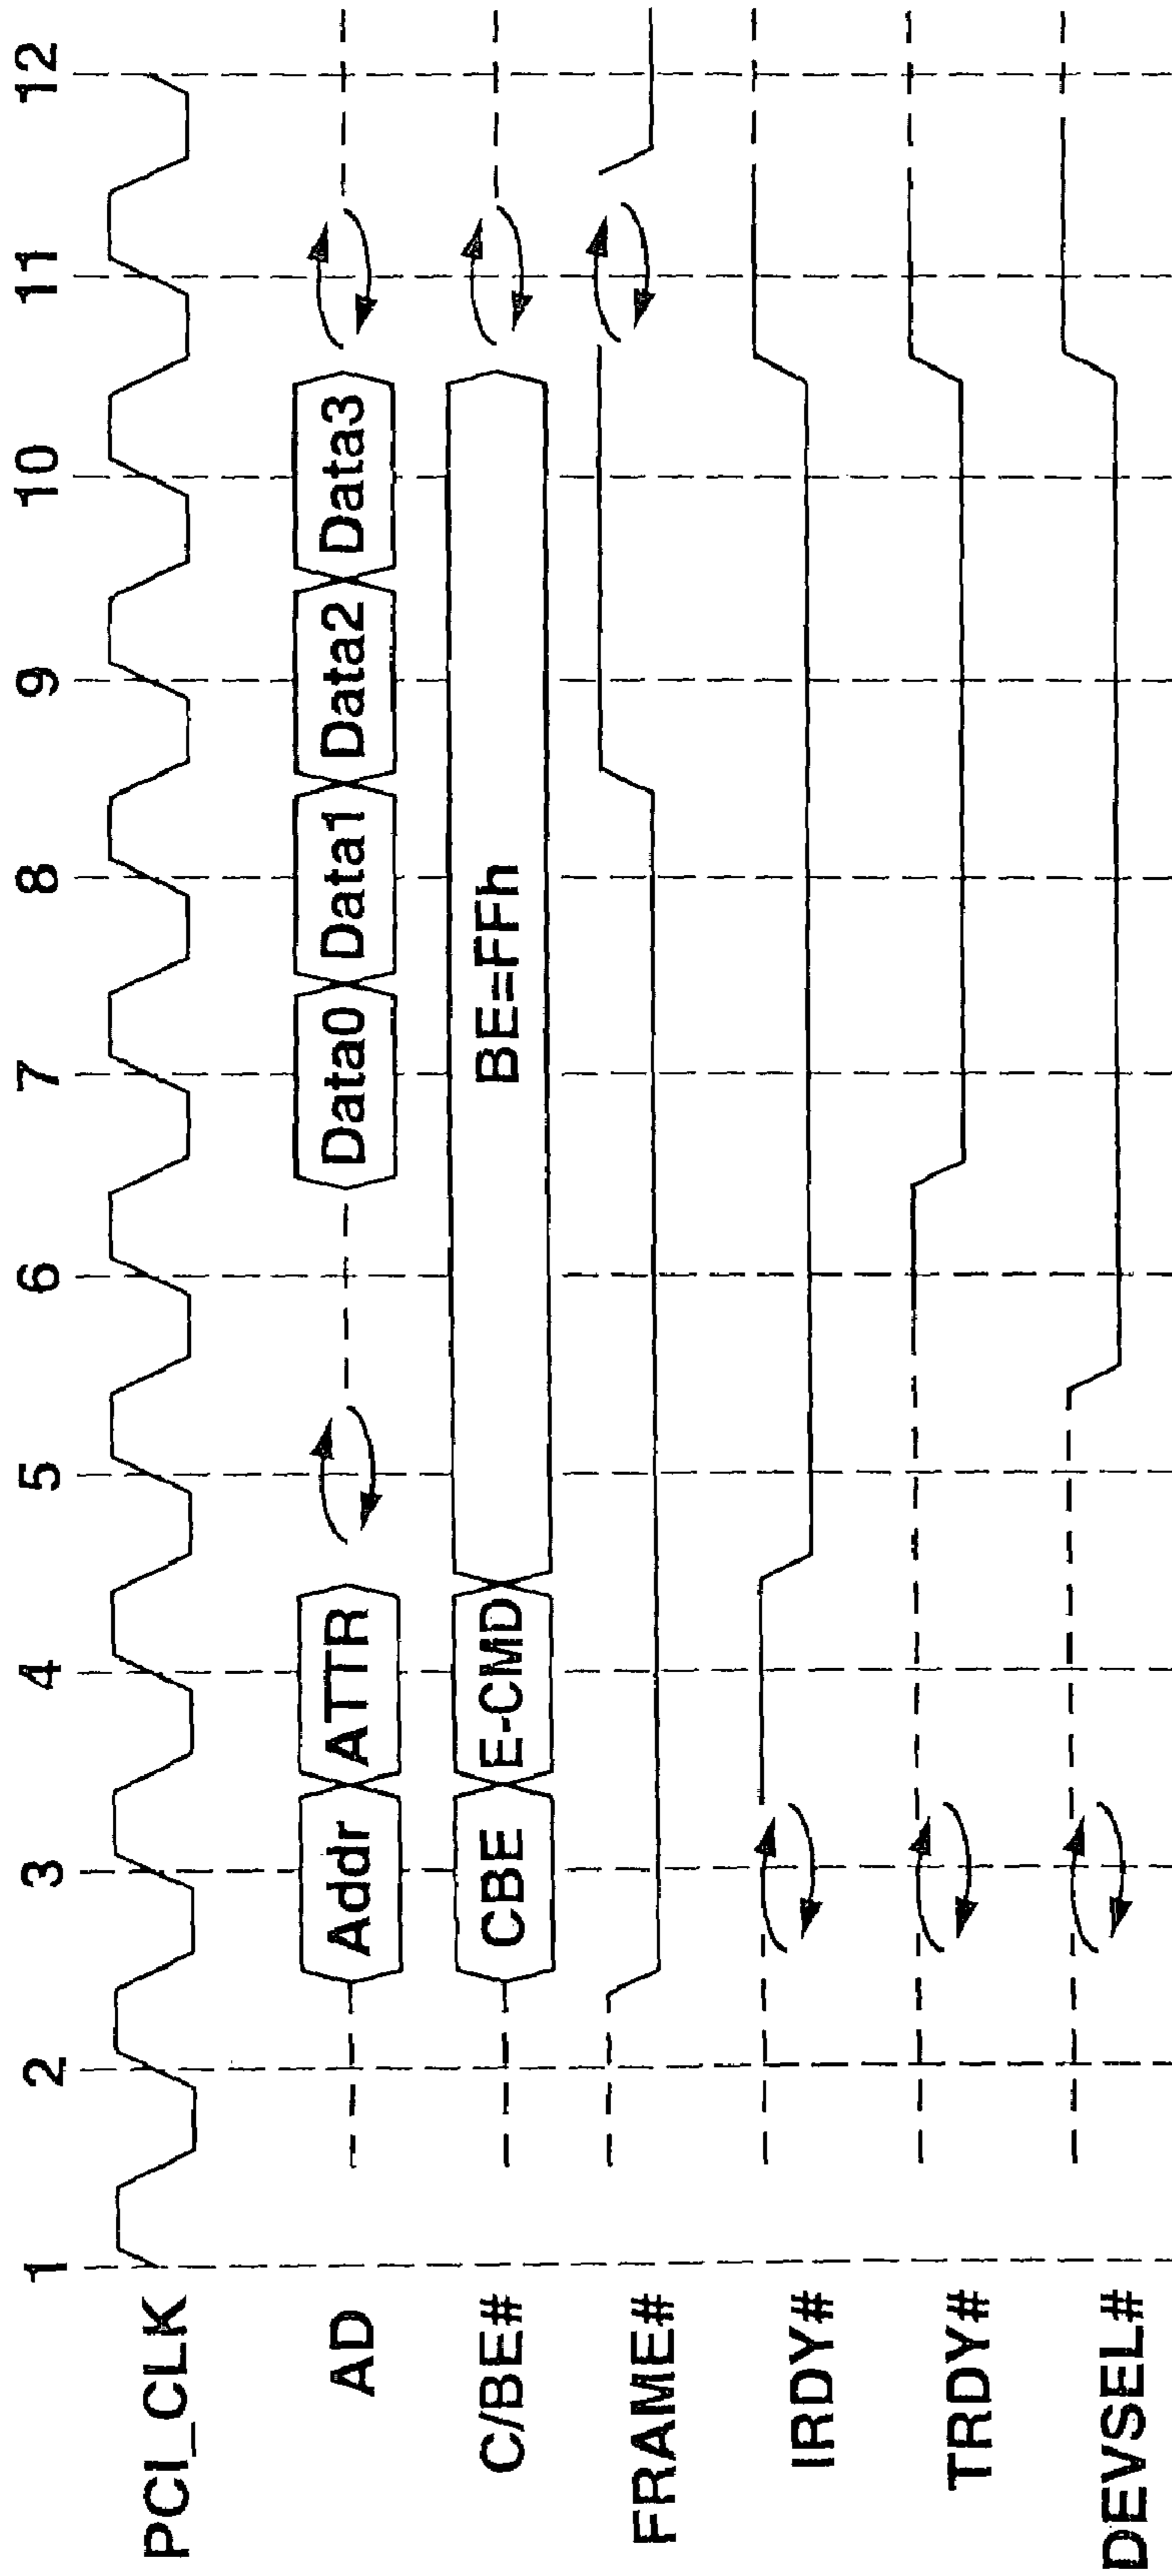 1 2 3 4 5 6 7 8 9 10 11 12
PCI_CLK
AD Addr ATTR Data0 Data1 Data2 Data3
C/BE# CBE E-CMD BE=FFh
FRAME#
IRDY#
TRDY#
DEVSEL#